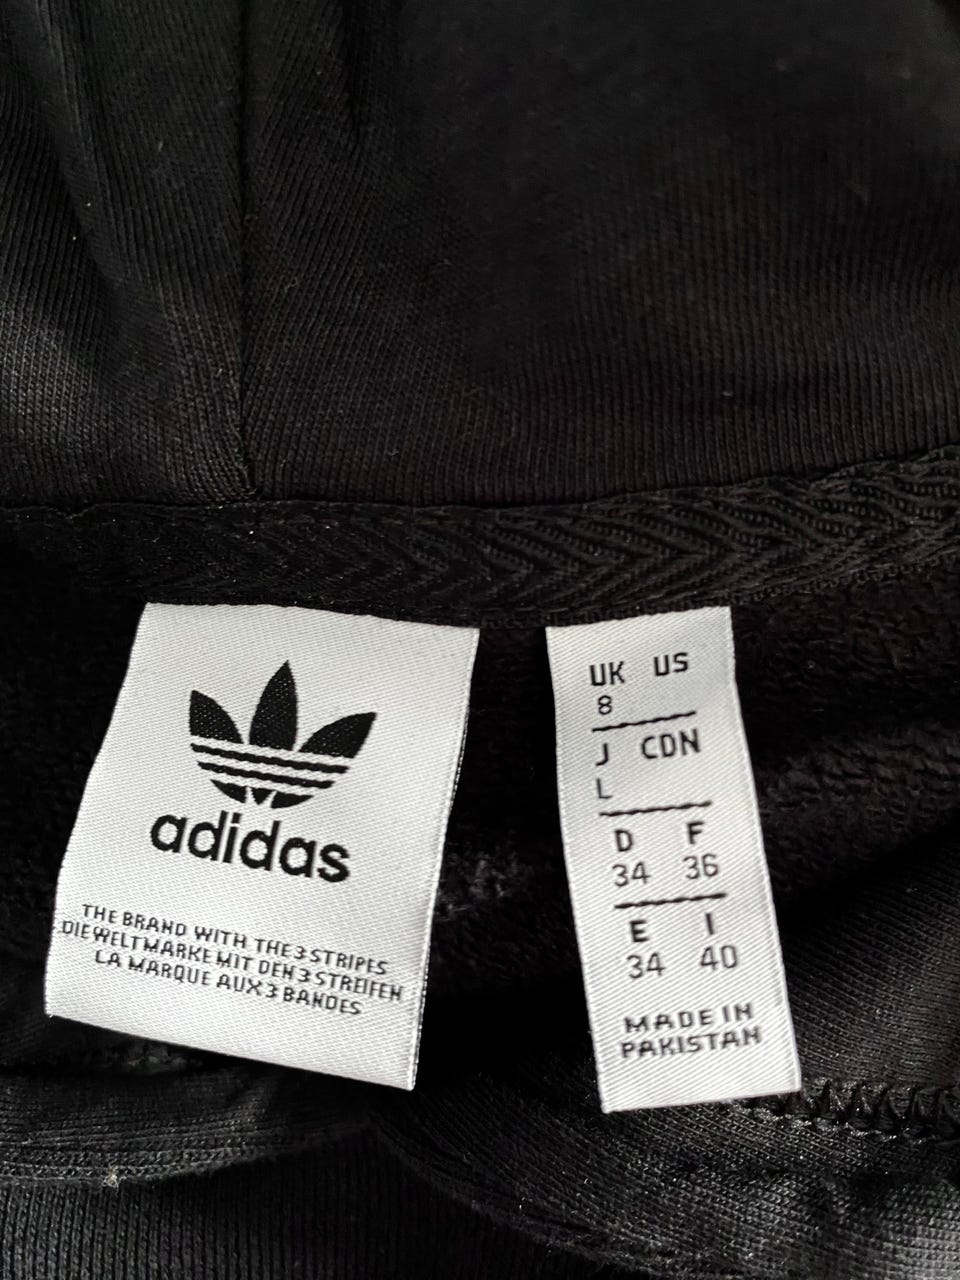 adidas
THE BRAND WITH THE 3 STRIPES
DIE WELTMARKE MIT DEN 3 STREIFEN
LA MARQUE AUX 3 BANDES
UK US
8
J CDN
L
D F
34 36
E I
34 40
MADE IN
PAKISTAN